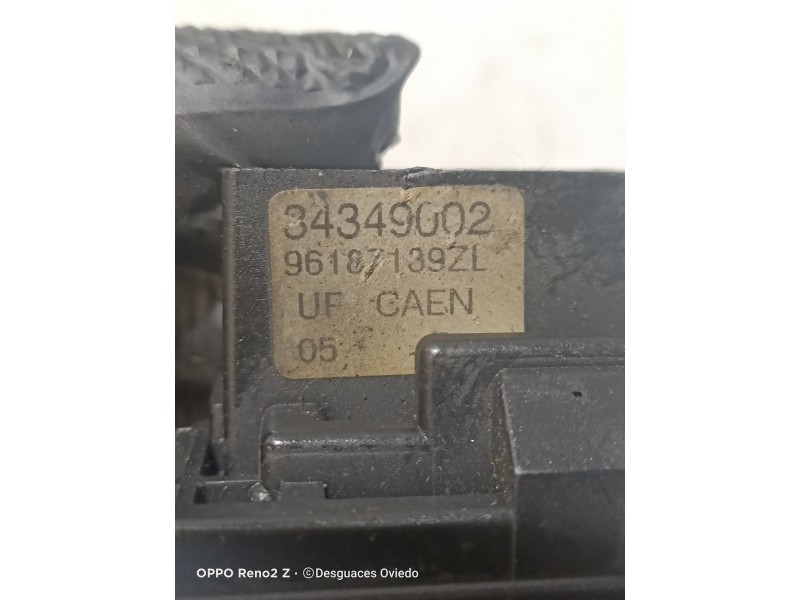 34349002
96187139ZL
UF CAEN
05
OPPO Reno2 Z • ©Desguaces Oviedo